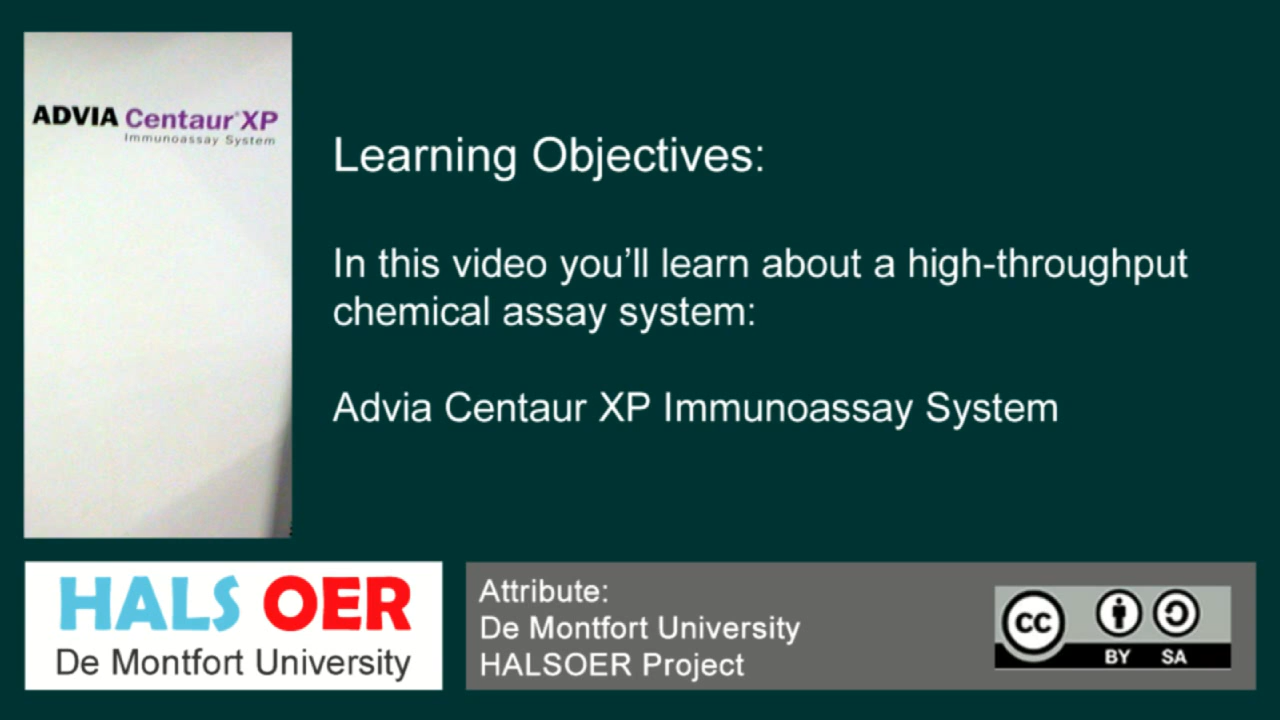 ADVIA Centaur® XP
Immunoassay System
Learning Objectives:
In this video you'll learn about a high-throughput
chemical assay system:
Advia Centaur XP Immunoassay System
HALS OER
De Montfort University
Attribute:
De Montfort University
HALSOER Project
CC
BY SA